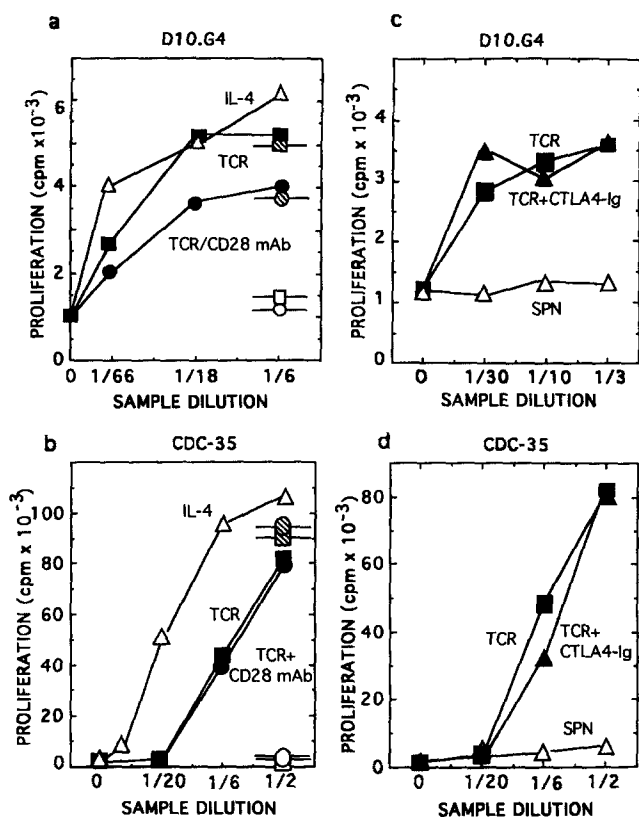 a
D10.G4
PROLIFERATION (cpm x10⁻³)
6
4
2
0
IL-4
TCR
TCR/CD28 mAb
0 1/66 1/18 1/6
SAMPLE DILUTION
c
D10.G4
PROLIFERATION (cpm x 10⁻³)
5
4
3
2
1
0
TCR
TCR+CTLA4-Ig
SPN
0 1/30 1/10 1/3
SAMPLE DILUTION
b
CDC-35
PROLIFERATION (cpm x 10⁻³)
100
80
60
40
20
0
IL-4
TCR
TCR+
CD28 mAb
0 1/20 1/6 1/2
SAMPLE DILUTION
d
CDC-35
PROLIFERATION (cpm x 10⁻³)
80
60
40
20
0
TCR
TCR+
CTLA4-Ig
SPN
0 1/20 1/6 1/2
SAMPLE DILUTION